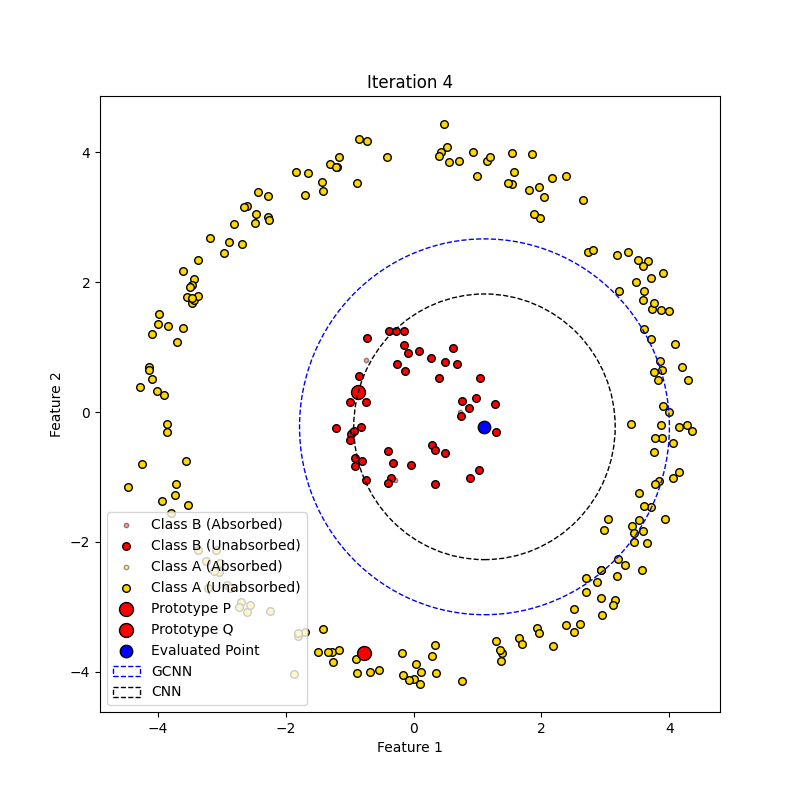 Iteration 4
Feature 2
4
2
0
−2
−4
Class B (Absorbed)
Class B (Unabsorbed)
Class A (Absorbed)
Class A (Unabsorbed)
Prototype P
Prototype Q
Evaluated Point
GCNN
CNN
−4 −2 0 2 4
Feature 1